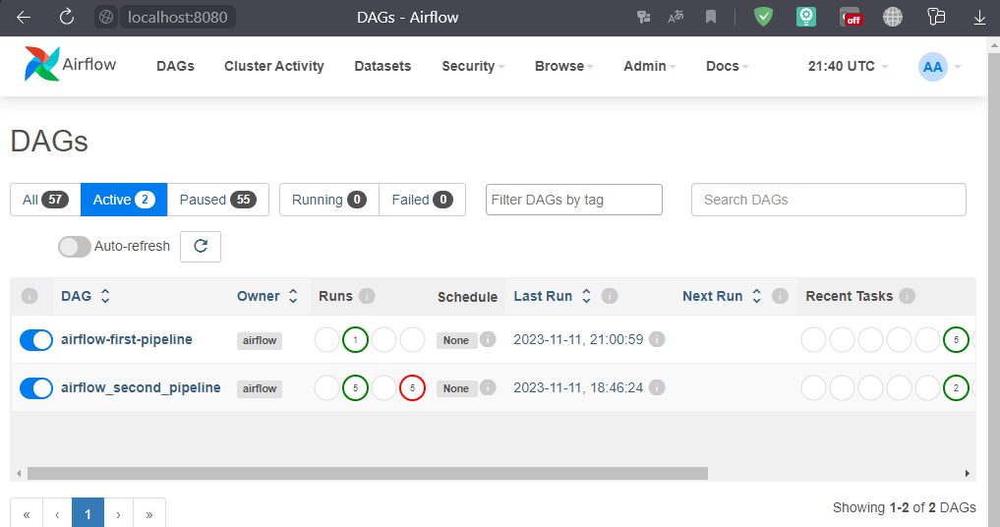 localhost:8080 DAGs - Airflow off
Airflow DAGs Cluster Activity Datasets Security Browse Admin Docs 21:40 UTC AA
DAGs
All 57 Active 2 Paused 55 Running 0 Failed 0 Filter DAGs by tag Search DAGs
Auto-refresh
i DAG Owner Runs i Schedule Last Run i Next Run i Recent Tasks i
airflow-first-pipeline airflow 1 None i 2023-11-11, 21:00:59 i 5
airflow_second_pipeline airflow 5 5 None i 2023-11-11, 18:46:24 i 2
« ‹ 1 › » Showing 1-2 of 2 DAGs